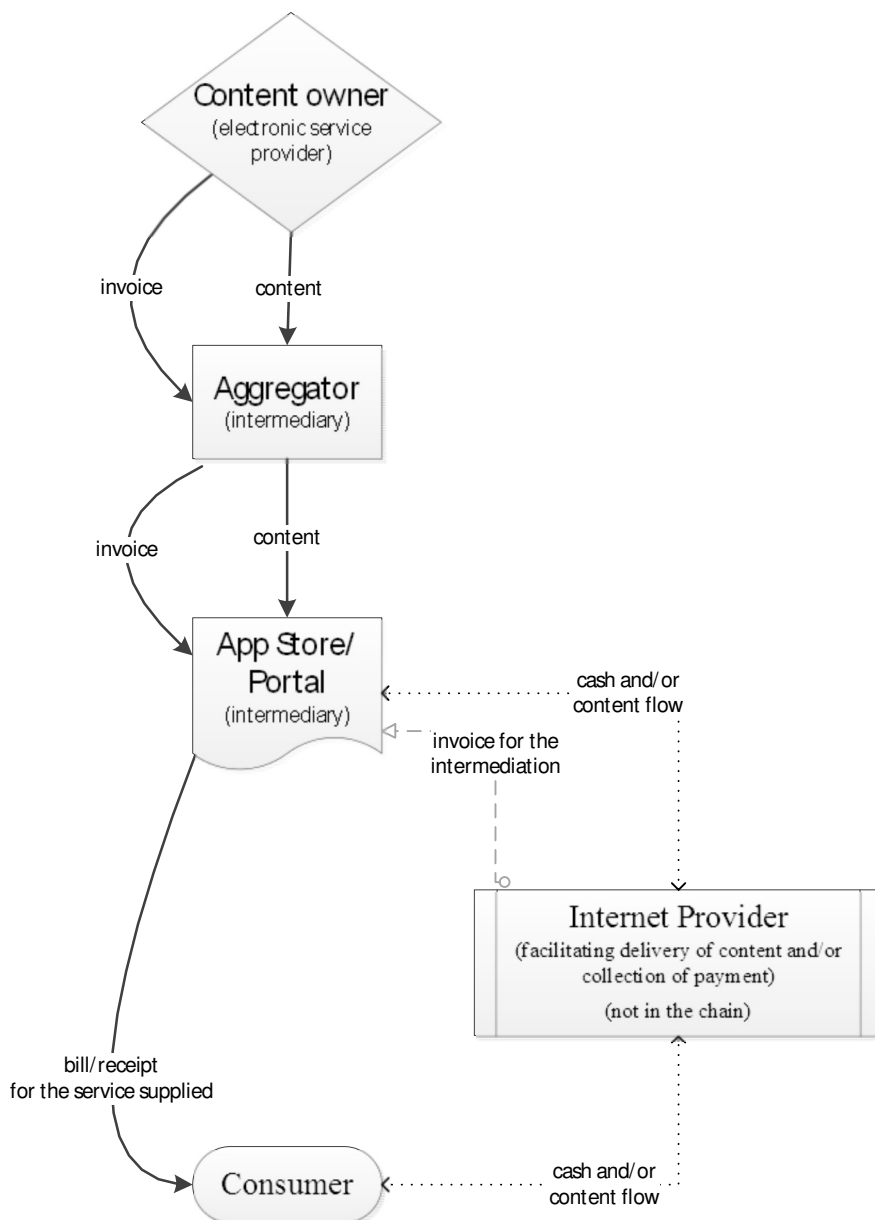 Content owner
(electronic service
provider)
invoice
content
Aggregator
(intermediary)
invoice
content
App Store/
Portal
(intermediary)
cash and/or
content flow
invoice for the
intermediation
Internet Provider
(facilitating delivery of content and/or
collection of payment)
(not in the chain)
bill/receipt
for the service supplied
Consumer
cash and/or
content flow